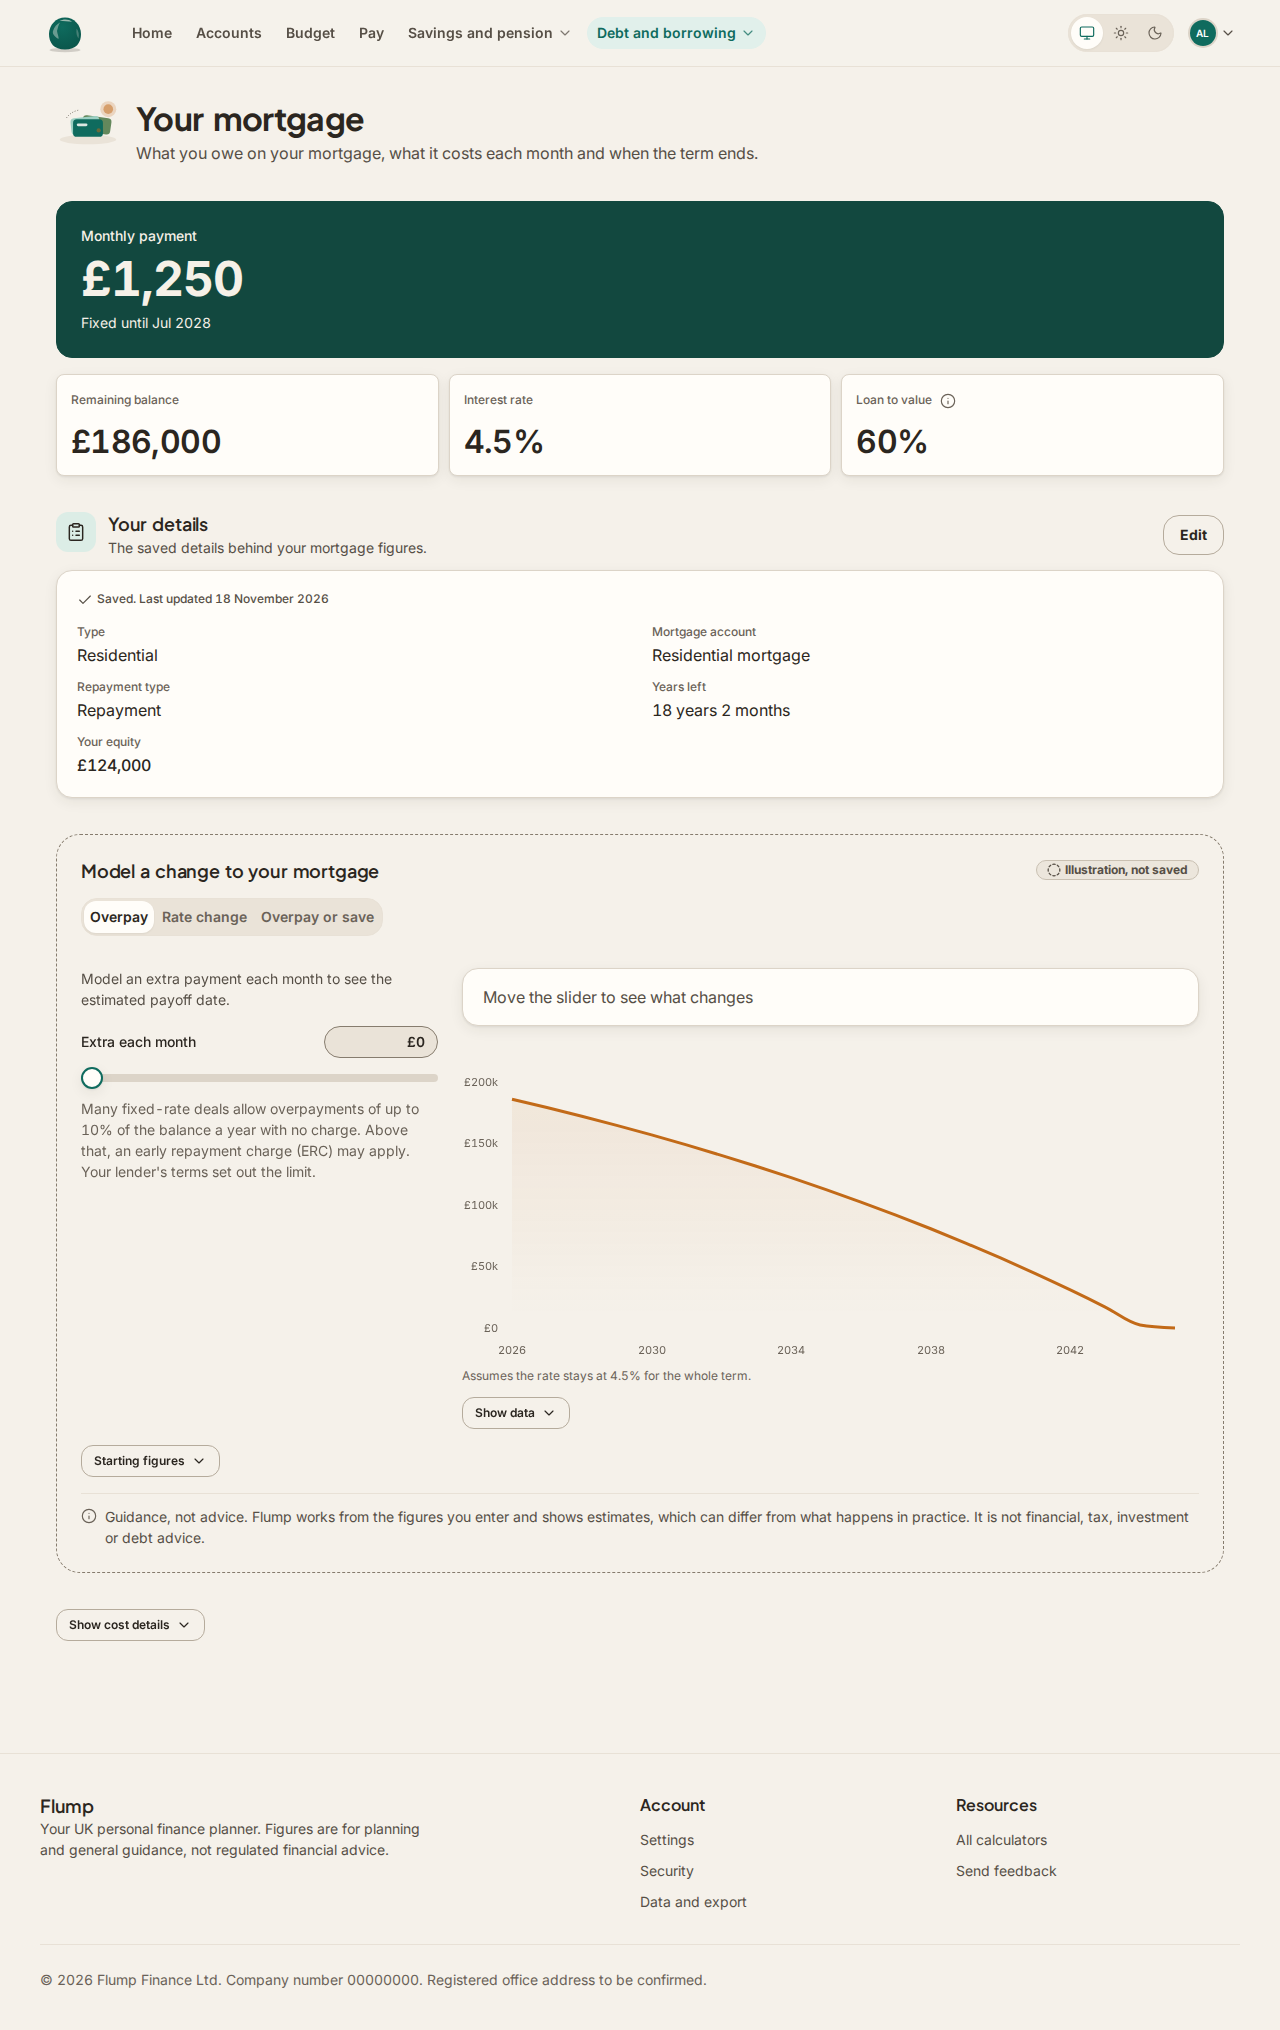 Home Accounts Budget Pay Savings and pension Debt and borrowing AL
Your mortgage
What you owe on your mortgage, what it costs each month and when the term ends.
Monthly payment
£1,250
Fixed until Jul 2028
Remaining balance
£186,000
Interest rate
4.5%
Loan to value
60%
Your details
The saved details behind your mortgage figures.
Edit
Saved. Last updated 18 November 2026
Type
Residential
Mortgage account
Residential mortgage
Repayment type
Repayment
Years left
18 years 2 months
Your equity
£124,000
Model a change to your mortgage
Illustration, not saved
Overpay Rate change Overpay or save
Model an extra payment each month to see the
estimated payoff date.
Extra each month £0
Many fixed-rate deals allow overpayments of up to
10% of the balance a year with no charge. Above
that, an early repayment charge (ERC) may apply.
Your lender's terms set out the limit.
Move the slider to see what changes
£200k
£150k
£100k
£50k
£0
2026 2030 2034 2038 2042
Assumes the rate stays at 4.5% for the whole term.
Show data
Starting figures
Guidance, not advice. Flump works from the figures you enter and shows estimates, which can differ from what happens in practice. It is not financial, tax, investment
or debt advice.
Show cost details
Flump
Your UK personal finance planner. Figures are for planning
and general guidance, not regulated financial advice.
Account
Settings
Security
Data and export
Resources
All calculators
Send feedback
© 2026 Flump Finance Ltd. Company number 00000000. Registered office address to be confirmed.